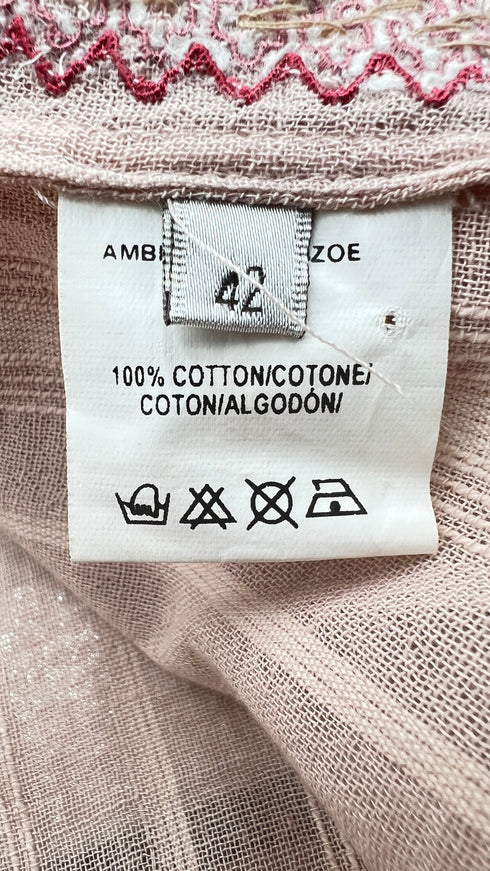 AMB ZOE
42
100% COTTON/COTONE/
COTON/ALGODÓN/